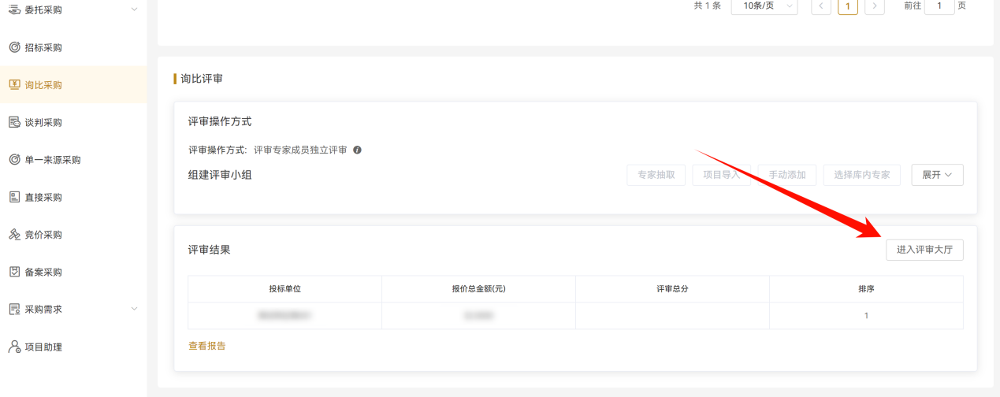 委托采购
招标采购
询比采购
谈判采购
单一来源采购
直接采购
竞价采购
备案采购
采购需求
项目助理
共 1 条 10条/页 1 前往 1 页
询比评审
评审操作方式
评审操作方式: 评审专家成员独立评审
组建评审小组 专家抽取 项目导入 手动添加 选择库内专家 展开
评审结果 进入评审大厅
投标单位 报价总金额(元) 评审总分 排序
1
查看报告